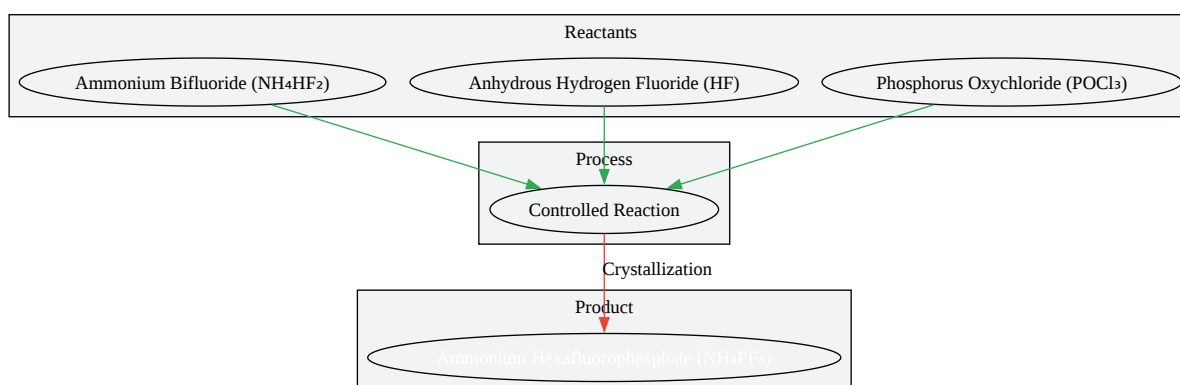 Reactants
Ammonium Bifluoride (NH₄HF₂)
Anhydrous Hydrogen Fluoride (HF)
Phosphorus Oxychloride (POCl₃)
Process
Controlled Reaction
Crystallization
Product
Ammonium Hexafluorophosphate (NH₄PF₆)